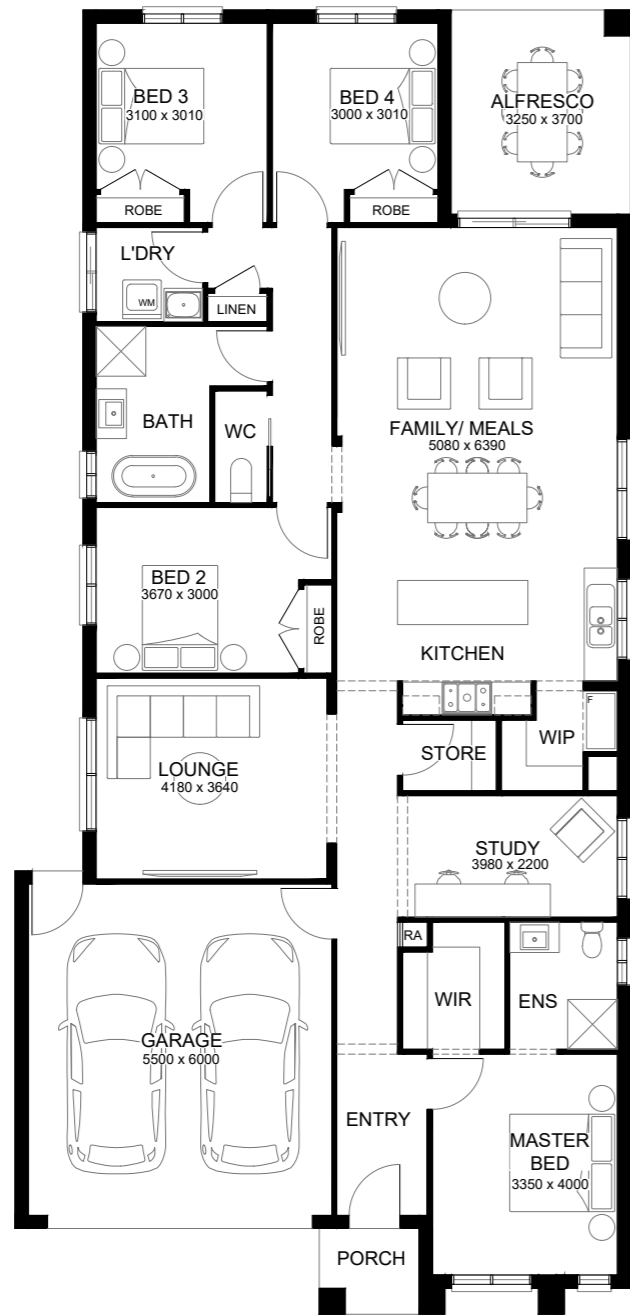 BED 3
3100 x 3010
BED 4
3000 x 3010
ALFRESCO
3250 x 3700
ROBE
ROBE
L'DRY
WM
LINEN
BATH
WC
FAMILY/ MEALS
5080 x 6390
BED 2
3670 x 3000
ROBE
KITCHEN
F
STORE
WIP
LOUNGE
4180 x 3640
STUDY
3980 x 2200
RA
WIR
ENS
GARAGE
5500 x 6000
ENTRY
MASTER
BED
3350 x 4000
PORCH